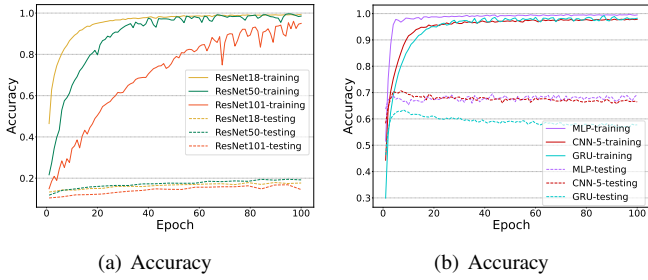 1.0
0.8
0.6
0.4
0.2
Accuracy
0
20
40
60
80
100
Epoch
ResNet18-training
ResNet50-training
ResNet101-training
ResNet18-testing
ResNet50-testing
ResNet101-testing
(a) Accuracy
1.0
0.9
0.8
0.7
0.6
0.5
0.4
0.3
Accuracy
0
20
40
60
80
100
Epoch
MLP-training
CNN-5-training
GRU-training
MLP-testing
CNN-5-testing
GRU-testing
(b) Accuracy